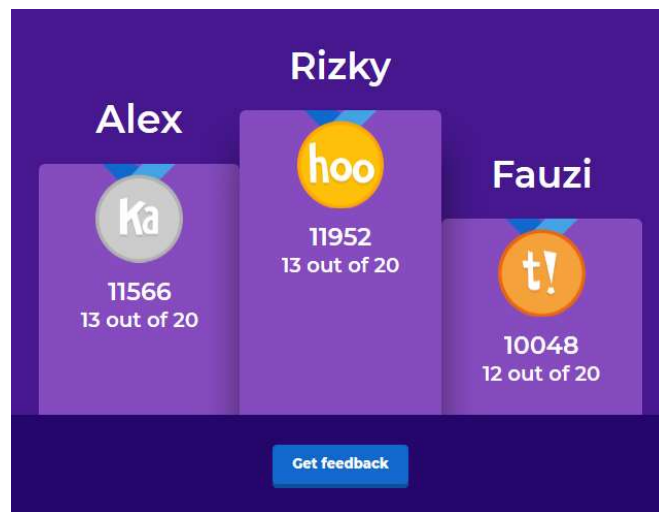 Rizky
Alex
Fauzi
Ka
hoo
t!
11566
13 out of 20
11952
13 out of 20
10048
12 out of 20
Get feedback